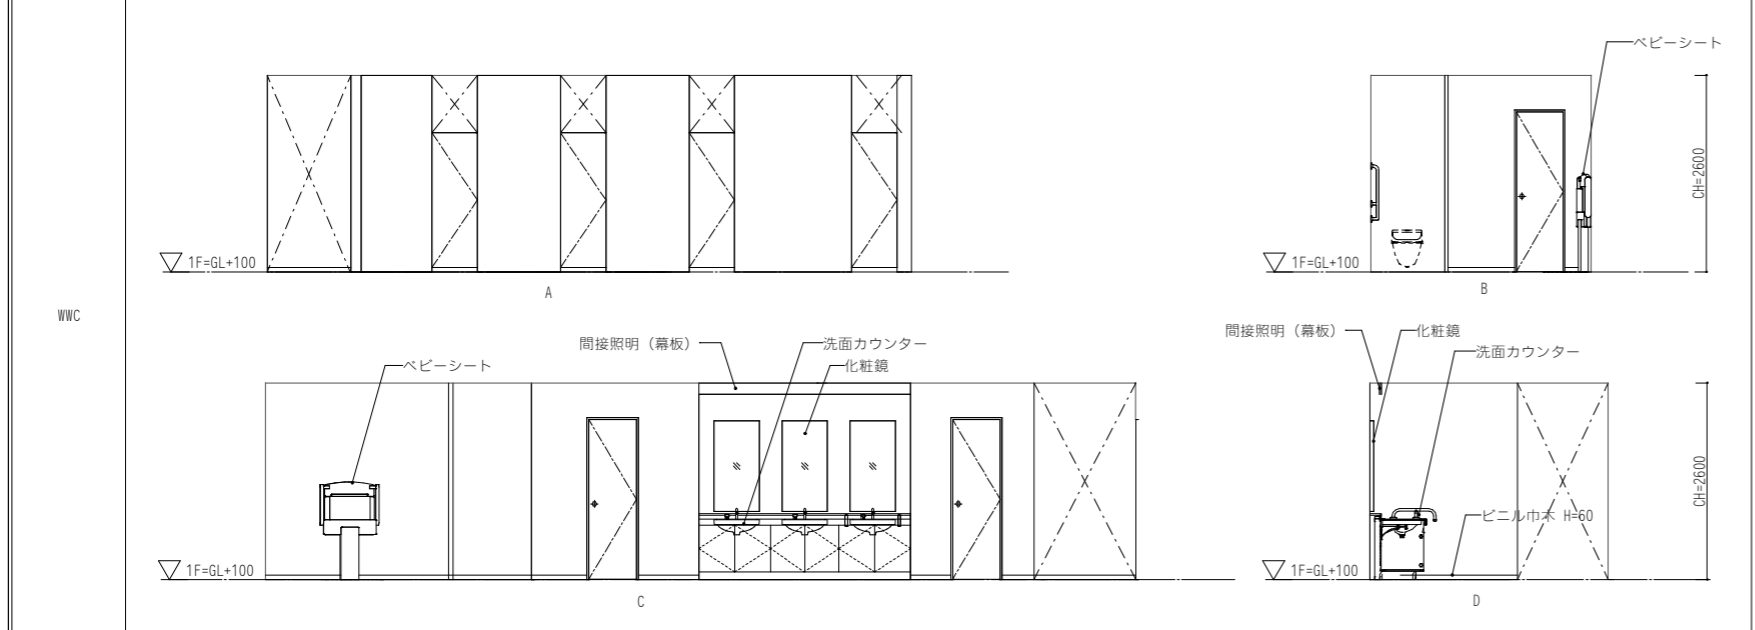 WWC
ベビーシート
CH=2600
1F=GL+100
A
1F=GL+100
B
間接照明（幕板）
洗面カウンター
化粧鏡
ベビーシート
1F=GL+100
C
間接照明（幕板）
化粧鏡
洗面カウンター
ビニル巾木 H=60
CH=2600
1F=GL+100
D